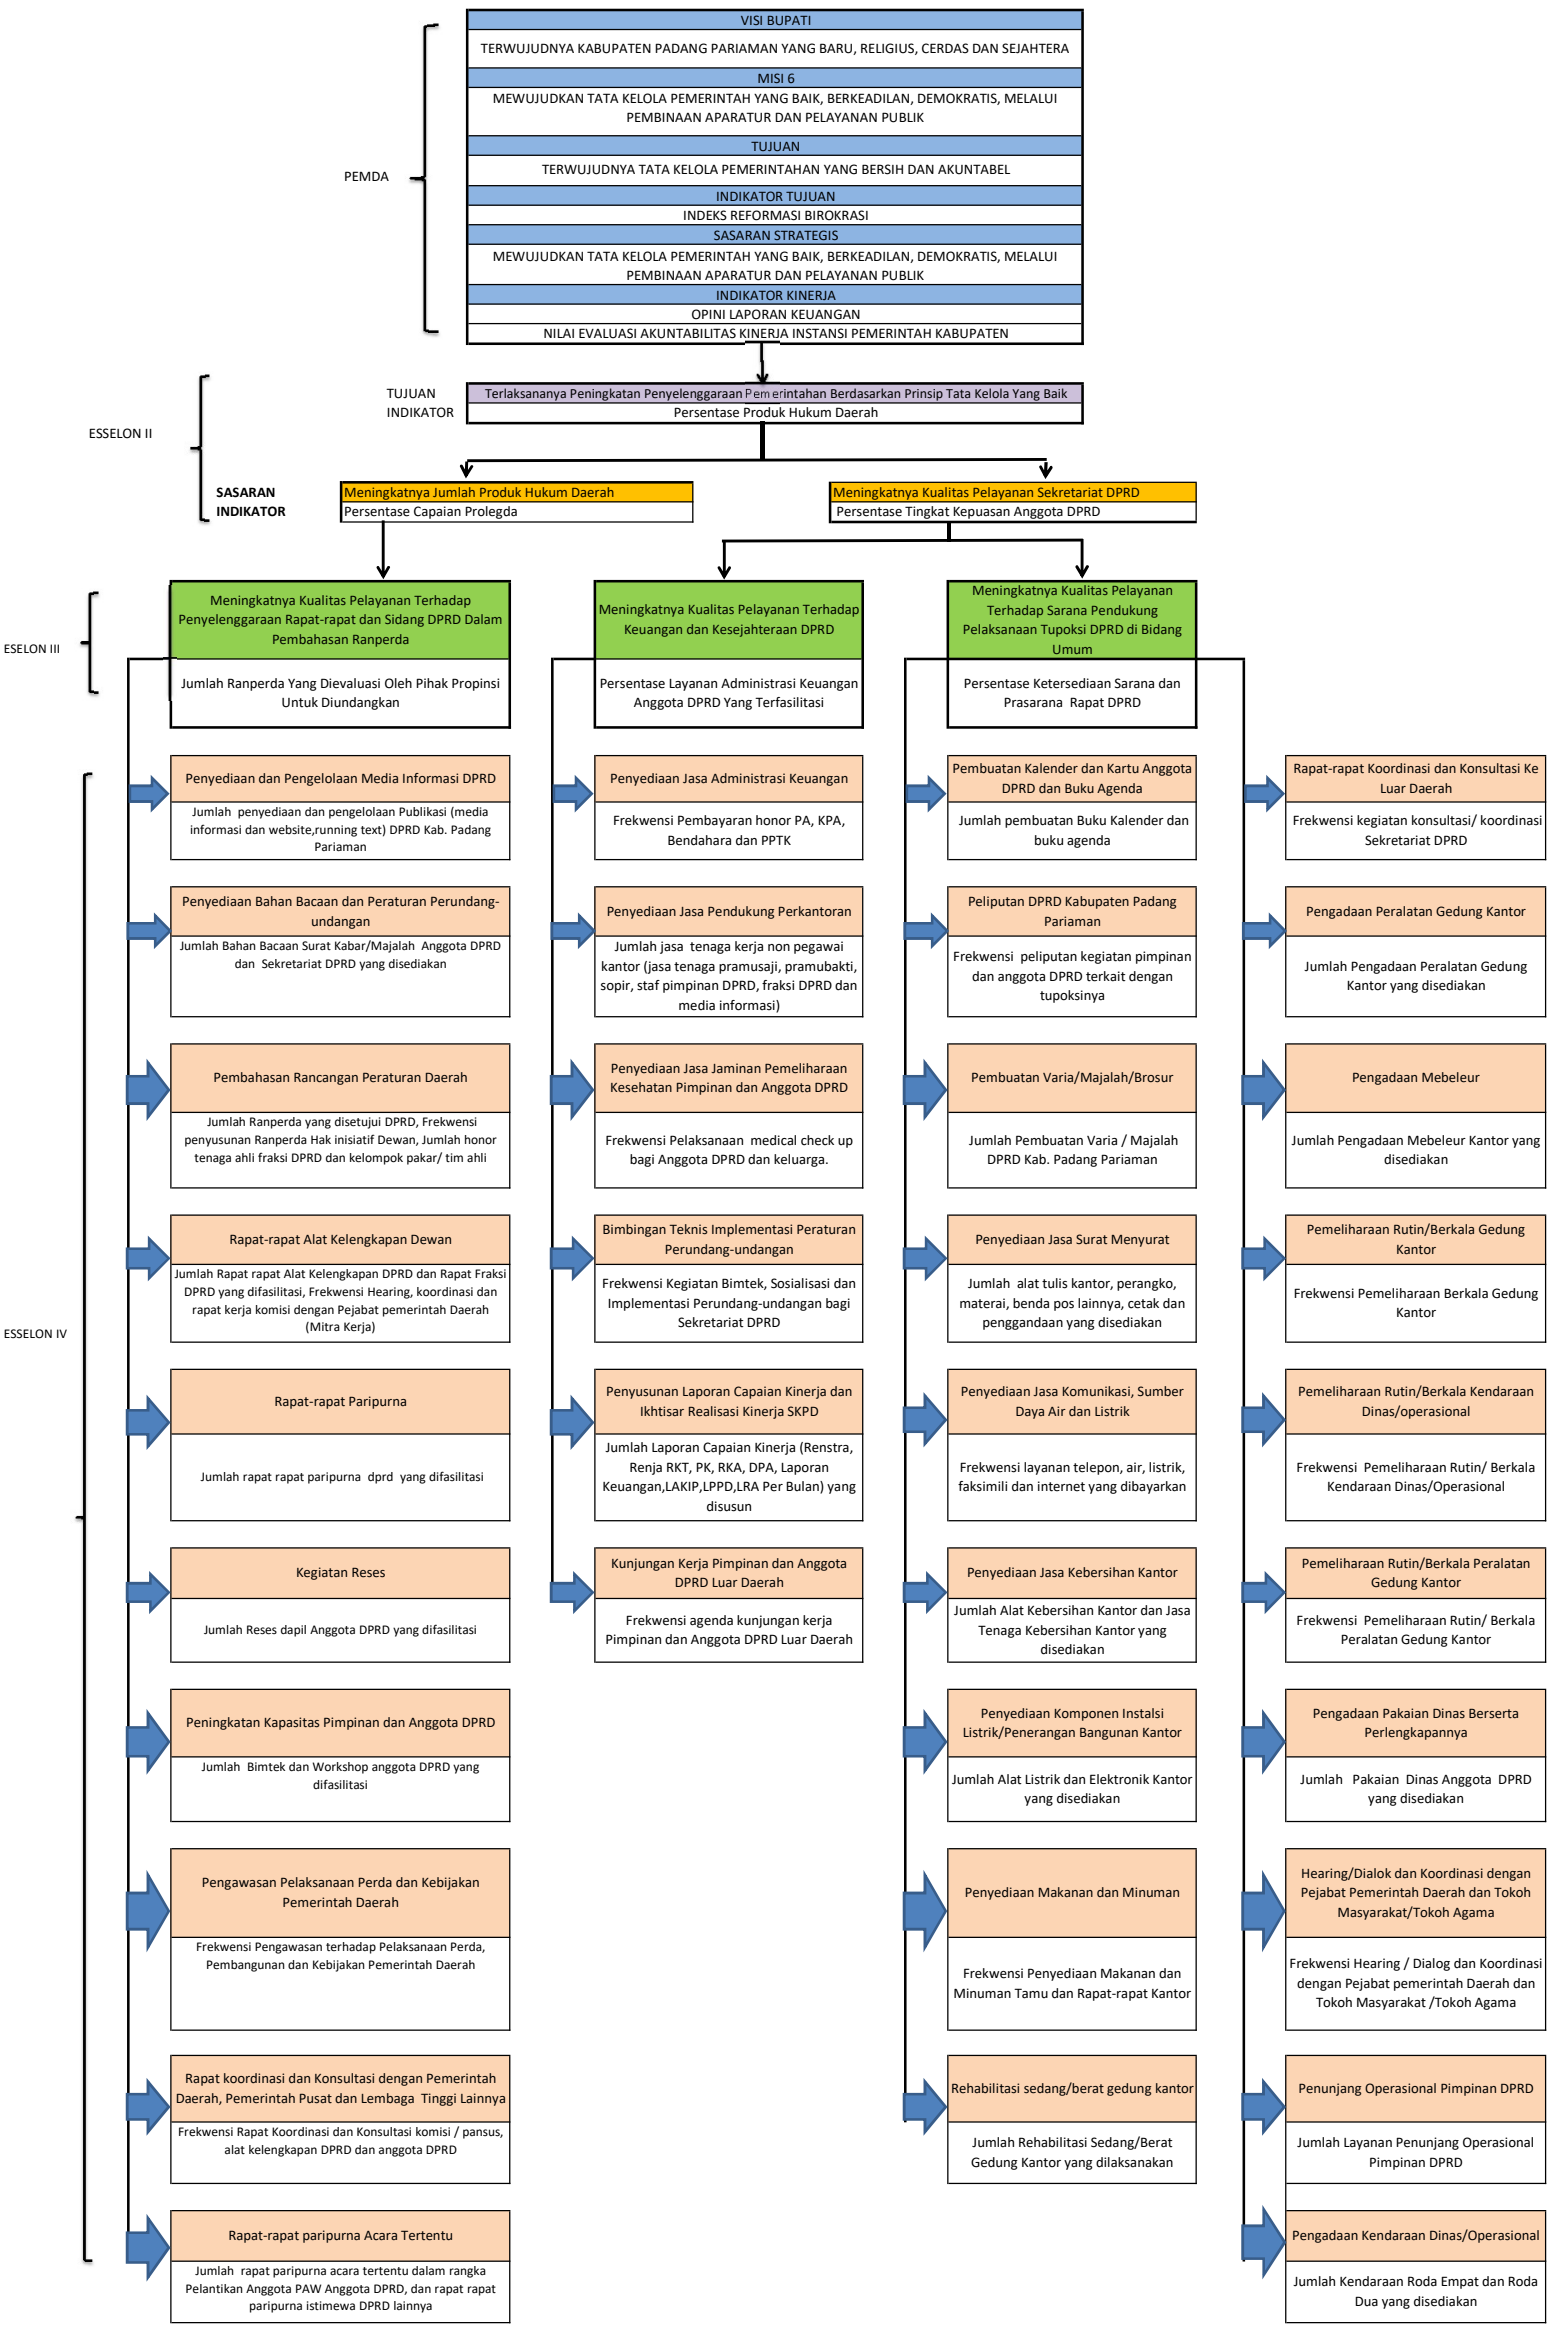 VISI BUPATI
TERWUJUDNYA KABUPATEN PADANG PARIAMAN YANG BARU, RELIGIUS, CERDAS DAN SEJAHTERA
MISI 6
MEWUJUDKAN TATA KELOLA PEMERINTAH YANG BAIK, BERKEADILAN, DEMOKRATIS, MELALUI
PEMBINAAN APARATUR DAN PELAYANAN PUBLIK
TUJUAN
TERWUJUDNYA TATA KELOLA PEMERINTAHAN YANG BERSIH DAN AKUNTABEL
PEMDA
INDIKATOR TUJUAN
INDEKS REFORMASI BIROKRASI
SASARAN STRATEGIS
MEWUJUDKAN TATA KELOLA PEMERINTAH YANG BAIK, BERKEADILAN, DEMOKRATIS, MELALUI
PEMBINAAN APARATUR DAN PELAYANAN PUBLIK
INDIKATOR KINERJA
OPINI LAPORAN KEUANGAN
NILAI EVALUASI AKUNTABILITAS KINERJA INSTANSI PEMERINTAH KABUPATEN
ESSELON II
TUJUAN
Terlaksananya Peningkatan Penyelenggaraan Pemerintahan Berdasarkan Prinsip Tata Kelola Yang Baik
INDIKATOR
Persentase Produk Hukum Daerah
SASARAN
Meningkatnya Jumlah Produk Hukum Daerah
Meningkatnya Kualitas Pelayanan Sekretariat DPRD
INDIKATOR
Persentase Capaian Prolegda
Persentase Tingkat Kepuasan Anggota DPRD
ESELON III
Meningkatnya Kualitas Pelayanan Terhadap
Penyelenggaraan Rapat-rapat dan Sidang DPRD Dalam
Pembahasan Ranperda
Jumlah Ranperda Yang Dievaluasi Oleh Pihak Propinsi
Untuk Diundangkan
Meningkatnya Kualitas Pelayanan Terhadap
Keuangan dan Kesejahteraan DPRD
Persentase Layanan Administrasi Keuangan
Anggota DPRD Yang Terfasilitasi
Meningkatnya Kualitas Pelayanan
Terhadap Sarana Pendukung
Pelaksanaan Tupoksi DPRD di Bidang
Umum
Persentase Ketersediaan Sarana dan
Prasarana Rapat DPRD
ESSELON IV
Penyediaan dan Pengelolaan Media Informasi DPRD
Jumlah penyediaan dan pengelolaan Publikasi (media
informasi dan website,running text) DPRD Kab. Padang
Pariaman
Penyediaan Bahan Bacaan dan Peraturan Perundang-
undangan
Jumlah Bahan Bacaan Surat Kabar/Majalah Anggota DPRD
dan Sekretariat DPRD yang disediakan
Pembahasan Rancangan Peraturan Daerah
Jumlah Ranperda yang disetujui DPRD, Frekwensi
penyusunan Ranperda Hak inisiatif Dewan, Jumlah honor
tenaga ahli fraksi DPRD dan kelompok pakar/ tim ahli
Rapat-rapat Alat Kelengkapan Dewan
Jumlah Rapat rapat Alat Kelengkapan DPRD dan Rapat Fraksi
DPRD yang difasilitasi, Frekwensi Hearing, koordinasi dan
rapat kerja komisi dengan Pejabat pemerintah Daerah
(Mitra Kerja)
Rapat-rapat Paripurna
Jumlah rapat rapat paripurna dprd yang difasilitasi
Kegiatan Reses
Jumlah Reses dapil Anggota DPRD yang difasilitasi
Peningkatan Kapasitas Pimpinan dan Anggota DPRD
Jumlah Bimtek dan Workshop anggota DPRD yang
difasilitasi
Pengawasan Pelaksanaan Perda dan Kebijakan
Pemerintah Daerah
Frekwensi Pengawasan terhadap Pelaksanaan Perda,
Pembangunan dan Kebijakan Pemerintah Daerah
Rapat koordinasi dan Konsultasi dengan Pemerintah
Daerah, Pemerintah Pusat dan Lembaga Tinggi Lainnya
Frekwensi Rapat Koordinasi dan Konsultasi komisi / pansus,
alat kelengkapan DPRD dan anggota DPRD
Rapat-rapat paripurna Acara Tertentu
Jumlah rapat paripurna acara tertentu dalam rangka
Pelantikan Anggota PAW Anggota DPRD, dan rapat rapat
paripurna istimewa DPRD lainnya
Penyediaan Jasa Administrasi Keuangan
Frekwensi Pembayaran honor PA, KPA,
Bendahara dan PPTK
Penyediaan Jasa Pendukung Perkantoran
Jumlah jasa tenaga kerja non pegawai
kantor (jasa tenaga pramusaji, pramubakti,
sopir, staf pimpinan DPRD, fraksi DPRD dan
media informasi)
Penyediaan Jasa Jaminan Pemeliharaan
Kesehatan Pimpinan dan Anggota DPRD
Frekwensi Pelaksanaan medical check up
bagi Anggota DPRD dan keluarga.
Bimbingan Teknis Implementasi Peraturan
Perundang-undangan
Frekwensi Kegiatan Bimtek, Sosialisasi dan
Implementasi Perundang-undangan bagi
Sekretariat DPRD
Penyusunan Laporan Capaian Kinerja dan
Ikhtisar Realisasi Kinerja SKPD
Jumlah Laporan Capaian Kinerja (Renstra,
Renja RKT, PK, RKA, DPA, Laporan
Keuangan,LAKIP,LPPD,LRA Per Bulan) yang
disusun
Kunjungan Kerja Pimpinan dan Anggota
DPRD Luar Daerah
Frekwensi agenda kunjungan kerja
Pimpinan dan Anggota DPRD Luar Daerah
Pembuatan Kalender dan Kartu Anggota
DPRD dan Buku Agenda
Jumlah pembuatan Buku Kalender dan
buku agenda
Peliputan DPRD Kabupaten Padang
Pariaman
Frekwensi peliputan kegiatan pimpinan
dan anggota DPRD terkait dengan
tupoksinya
Pembuatan Varia/Majalah/Brosur
Jumlah Pembuatan Varia / Majalah
DPRD Kab. Padang Pariaman
Penyediaan Jasa Surat Menyurat
Jumlah alat tulis kantor, perangko,
materai, benda pos lainnya, cetak dan
penggandaan yang disediakan
Penyediaan Jasa Komunikasi, Sumber
Daya Air dan Listrik
Frekwensi layanan telepon, air, listrik,
faksimili dan internet yang dibayarkan
Penyediaan Jasa Kebersihan Kantor
Jumlah Alat Kebersihan Kantor dan Jasa
Tenaga Kebersihan Kantor yang
disediakan
Penyediaan Komponen Instalsi
Listrik/Penerangan Bangunan Kantor
Jumlah Alat Listrik dan Elektronik Kantor
yang disediakan
Penyediaan Makanan dan Minuman
Frekwensi Penyediaan Makanan dan
Minuman Tamu dan Rapat-rapat Kantor
Rehabilitasi sedang/berat gedung kantor
Jumlah Rehabilitasi Sedang/Berat
Gedung Kantor yang dilaksanakan
Rapat-rapat Koordinasi dan Konsultasi Ke
Luar Daerah
Frekwensi kegiatan konsultasi/ koordinasi
Sekretariat DPRD
Pengadaan Peralatan Gedung Kantor
Jumlah Pengadaan Peralatan Gedung
Kantor yang disediakan
Pengadaan Mebeleur
Jumlah Pengadaan Mebeleur Kantor yang
disediakan
Pemeliharaan Rutin/Berkala Gedung
Kantor
Frekwensi Pemeliharaan Berkala Gedung
Kantor
Pemeliharaan Rutin/Berkala Kendaraan
Dinas/operasional
Frekwensi Pemeliharaan Rutin/ Berkala
Kendaraan Dinas/Operasional
Pemeliharaan Rutin/Berkala Peralatan
Gedung Kantor
Frekwensi Pemeliharaan Rutin/ Berkala
Peralatan Gedung Kantor
Pengadaan Pakaian Dinas Berserta
Perlengkapannya
Jumlah Pakaian Dinas Anggota DPRD
yang disediakan
Hearing/Dialok dan Koordinasi dengan
Pejabat Pemerintah Daerah dan Tokoh
Masyarakat/Tokoh Agama
Frekwensi Hearing / Dialog dan Koordinasi
dengan Pejabat pemerintah Daerah dan
Tokoh Masyarakat /Tokoh Agama
Penunjang Operasional Pimpinan DPRD
Jumlah Layanan Penunjang Operasional
Pimpinan DPRD
Pengadaan Kendaraan Dinas/Operasional
Jumlah Kendaraan Roda Empat dan Roda
Dua yang disediakan